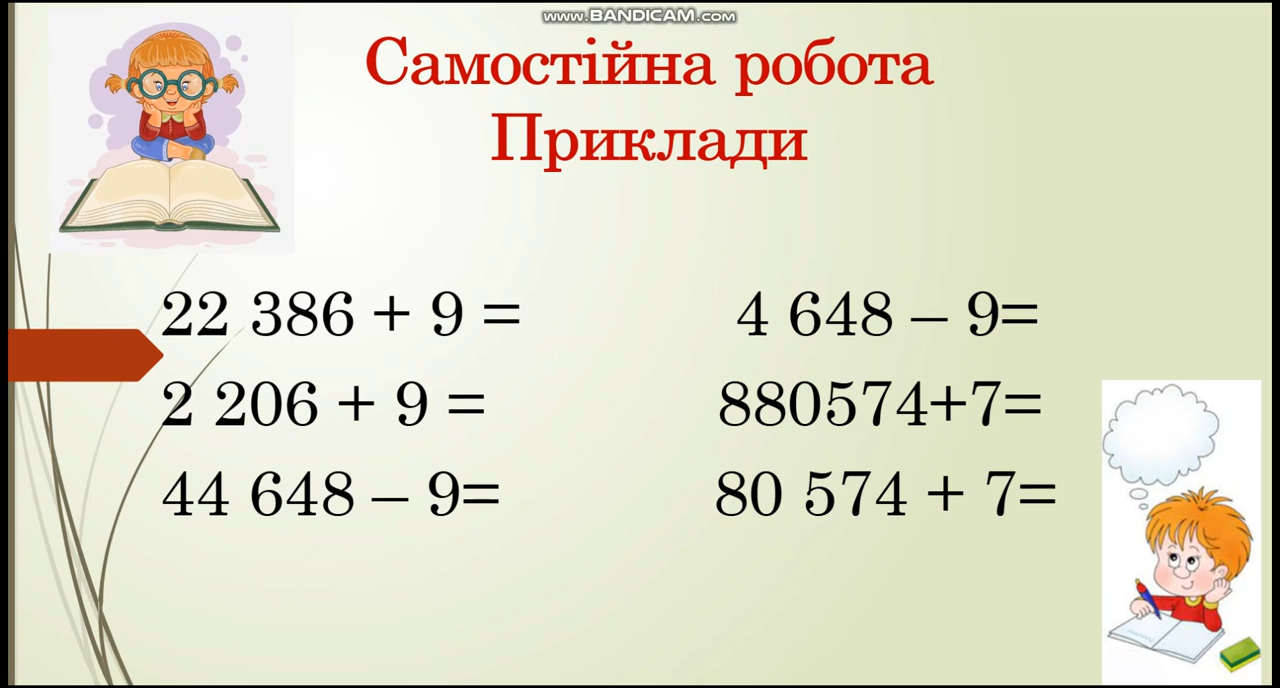 www.BANDICAM.com
Самостійна робота
Приклади
22 386 + 9 =
4 648 – 9=
2 206 + 9 =
880574+7=
44 648 – 9=
80 574 + 7=